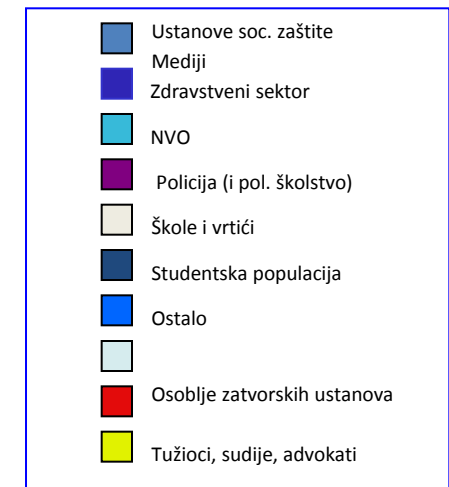 Ustanove soc. zaštite
Mediji
Zdravstveni sektor
NVO
Policija (i pol. školstvo)
Škole i vrtići
Studentska populacija
Ostalo
Osoblje zatvorskih ustanova
Tužioci, sudije, advokati